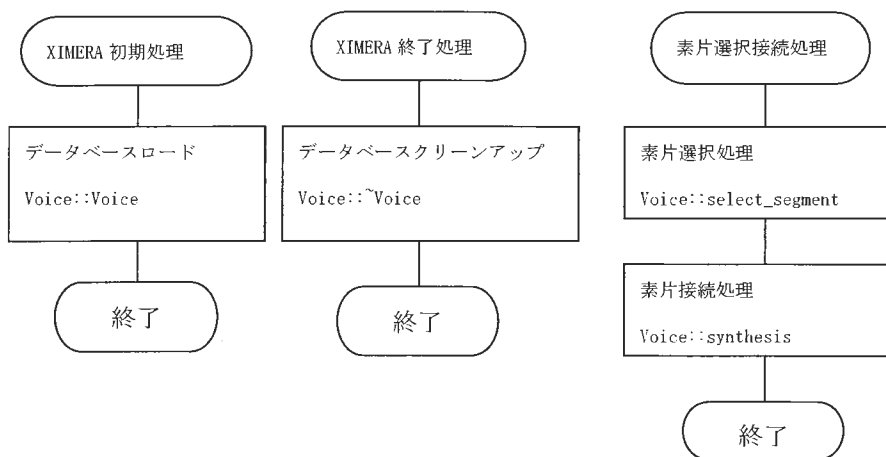 XIMERA 初期処理
データベースロード
Voice::Voice
終了
XIMERA 終了処理
データベースクリーンアップ
Voice::~Voice
終了
素片選択接続処理
素片選択処理
Voice::select_segment
素片接続処理
Voice::synthesis
終了